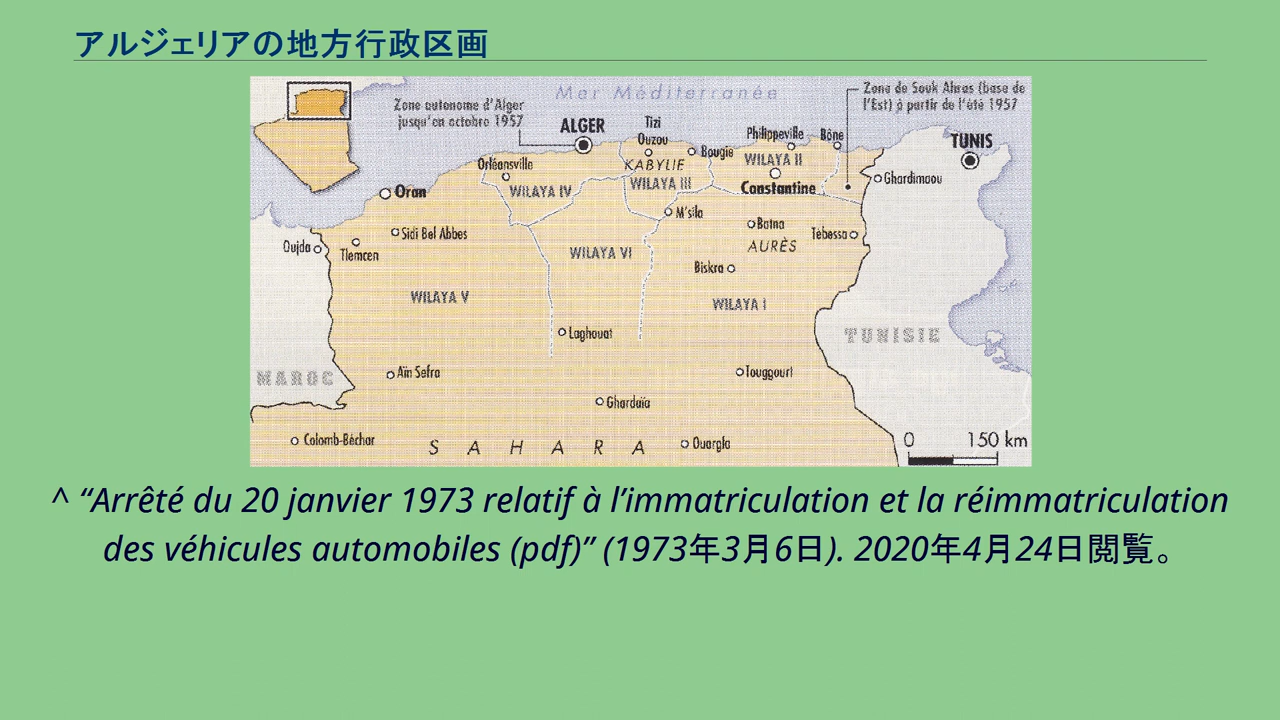 アルジェリアの地方行政区画
Mer Méditerranée
Zone autonome d'Alger
jusqu'en octobre 1957
Zone de Souk Ahras (base de
l'Est) à partir de l'été 1957
ALGER
Tizi
Ouzou
Philippeville
Bône
TUNIS
Bougie
Orléansville
KABYLIE
WILAYA II
WILAYA III
WILAYA IV
Constantine
Ghardimaou
Oran
M'sila
Sidi Bel Abbes
Batna
Tébessa
Oujda
Tlemcen
AURÈS
WILAYA VI
Biskra
WILAYA V
WILAYA I
Laghouat
TUNISIE
MAROC
Aïn Sefra
Touggourt
Ghardaïa
Colomb-Béchar
SAHARA
Ouargla
0 150 km
^ “Arrêté du 20 janvier 1973 relatif à l’immatriculation et la réimmatriculation
des véhicules automobiles (pdf)” (1973年3月6日). 2020年4月24日閲覧。